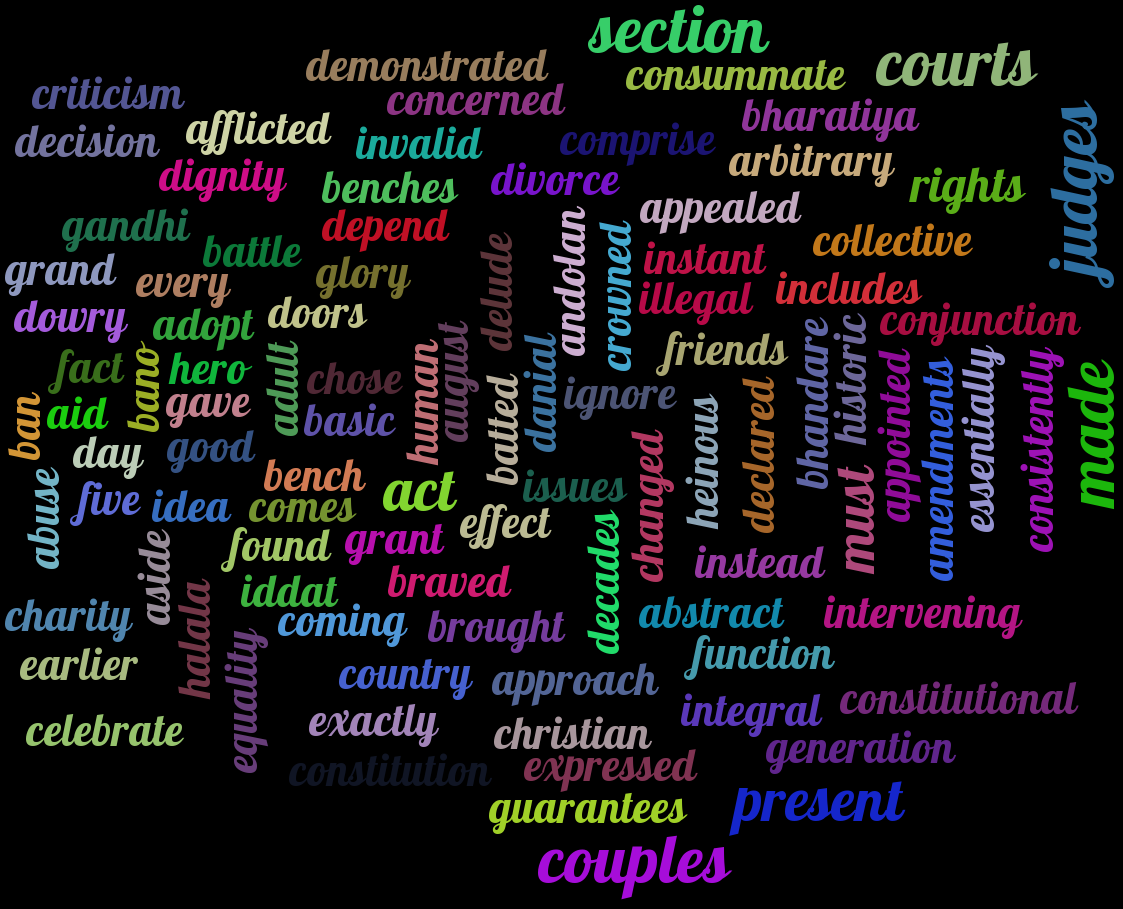 section
demonstrated
courts
consummate
criticism
concerned
judges
bharatiya
afflicted
decision
invalid
comprise
arbitrary
dignity
benches
divorce
rights
appealed
gandhi
depend
andolan
crowned
collective
battle
delude
instant
grand
every
glory
illegal
includes
dowry
adopt
doors
conjunction
friends
fact
bano
hero
adult
chose
human
august
denial
bhandare
historic
ban
aid
gave
basic
batted
ignore
heinous
declared
appointed
amendments
essentially
consistently
made
day
good
bench
act
issues
changed
must
abuse
five
idea
comes
effect
found
grant
decades
instead
aside
iddat
braved
charity
halala
coming
brought
abstract
intervening
earlier
equality
country
approach
function
celebrate
exactly
christian
integral
constitutional
constitution
expressed
generation
guarantees
present
couples